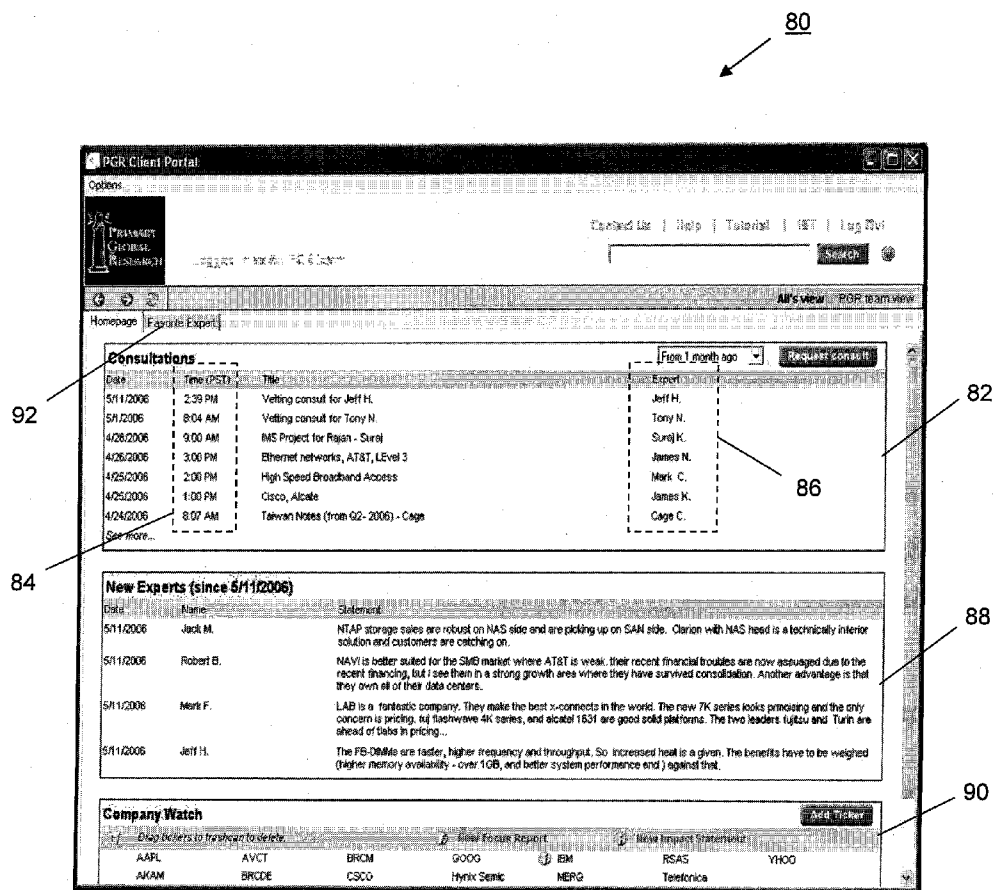 80
PGR Client Portal
Options
PRIMARY
GLOBAL
RESEARCH
Contact Us | Help | Tutorial | | Log Out
Search
All's view PGR team view
Homepage Favorite Expert
Consultations From 1 month ago Request consult
Date Time (PST) Title Expert
5/11/2006 2:39 PM Vetting consult for Jeff H. Jeff H.
5/1/2006 8:04 AM Vetting consult for Tony N. Tony N.
4/26/2006 9:00 AM IMS Project for Rajan - Suraj Suraj K.
4/26/2006 3:00 PM Ethernet networks, AT&T, LEvel 3 James N.
4/25/2006 2:00 PM High Speed Broadband Access Mark C.
4/25/2006 1:00 PM Cisco, Alcate James K.
4/24/2006 8:07 AM Taiwan Notes (from Q2- 2006) - Cage Cage C.
See more...
92
82
86
84
New Experts (since 5/11/2006)
Date Name Statement
5/11/2006 Jack M. NTAP storage sales are robust on NAS side and are picking up on SAN side. Clarion with NAS head is a technically inferior
solution and customers are catching on.
5/11/2006 Robert B. NAVI is better suited for the SMB market where AT&T is weak. their recent financial troubles are now assuaged due to the
recent financing, but I see them in a strong growth area where they have survived consolidation. Another advantage is that
they own all of their data centers.
5/11/2006 Mark F. LAB is a fantastic company. They make the best x-connects in the world. The new 7K series looks promising and the only
concern is pricing. fuj flashwave 4K series, and alcatel 1631 are good solid platforms. The two leaders fujitsu and Turin are
ahead of tlabs in pricing...
5/11/2006 Jeff H. The FB-DIMMs are faster, higher frequency and throughput. So increased heat is a given. The benefits have to be weighed
(higher memory availability - over 1GB, and better system performance end ) against that.
88
Company Watch Add Ticker
90
Drag tickers to trashcan to delete. New Focus Report New Impact Statement
AAPL AVCT BRCM GOOG IBM RSAS YHOO
AKAM BRCDE CSCO Hynix Semic MERQ Telefonica